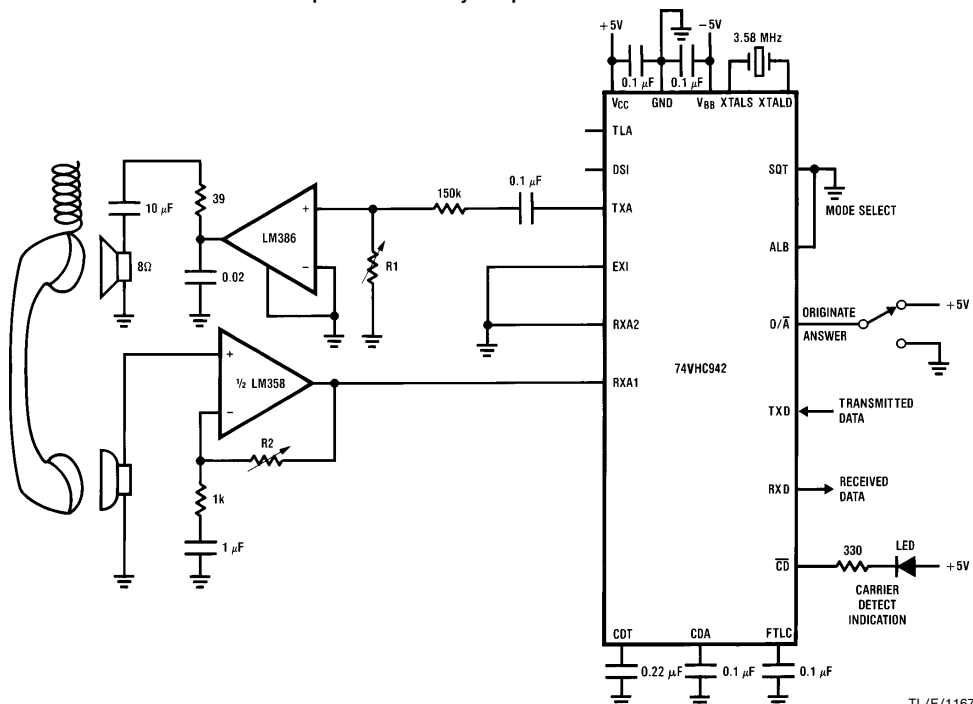 +5V
−5V
3.58 MHz
0.1 µF
0.1 µF
VCC
GND
VBB
XTALS
XTALD
TLA
DSI
TXA
EXI
RXA2
RXA1
74VHC942
SQT
ALB
MODE SELECT
O/A̅
ORIGINATE
ANSWER
+5V
TXD
TRANSMITTED
DATA
RXD
RECEIVED
DATA
C̅D̅
330
LED
+5V
CARRIER
DETECT
INDICATION
CDT
CDA
FTLC
0.22 µF
0.1 µF
0.1 µF
10 µF
39
8Ω
0.02
+
LM386
−
R1
150k
0.1 µF
+
½ LM358
−
R2
1k
1 µF